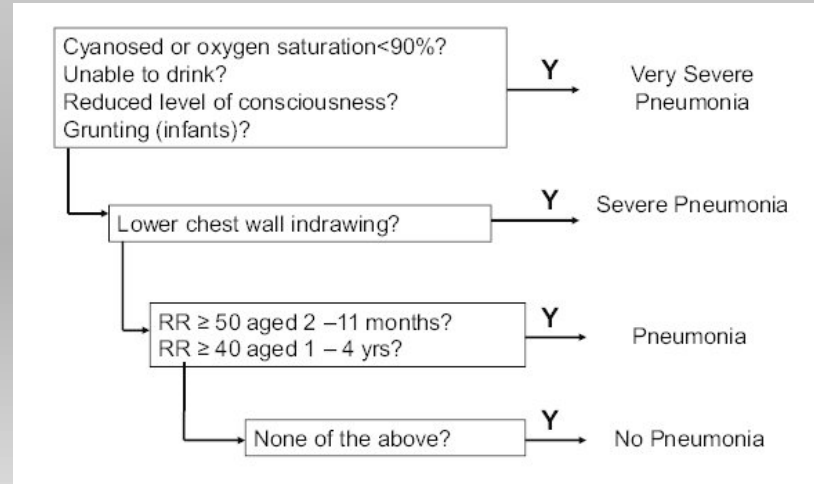 Cyanosed or oxygen saturation<90%?
Unable to drink?
Reduced level of consciousness?
Grunting (infants)?
Y
Very Severe
Pneumonia
Lower chest wall indrawing?
Y
Severe Pneumonia
RR ≥ 50 aged 2 –11 months?
RR ≥ 40 aged 1 – 4 yrs?
Y
Pneumonia
None of the above?
Y
No Pneumonia